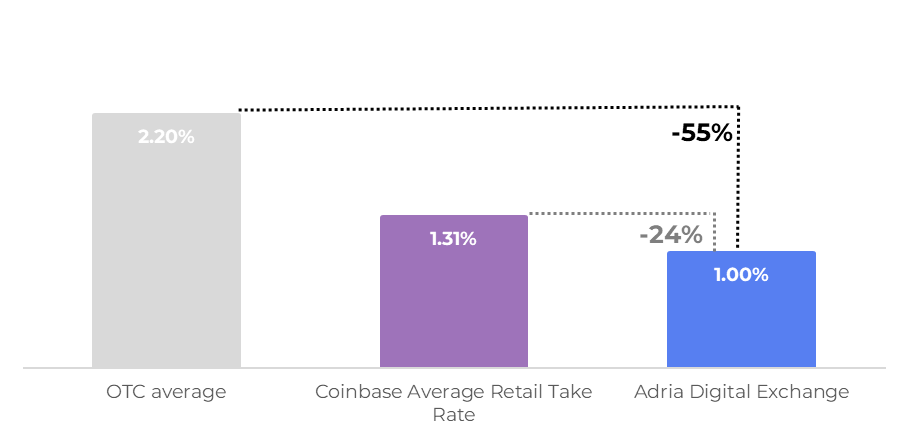 2.20%
-55%
1.31%
-24%
1.00%
OTC average
Coinbase Average Retail Take
Rate
Adria Digital Exchange